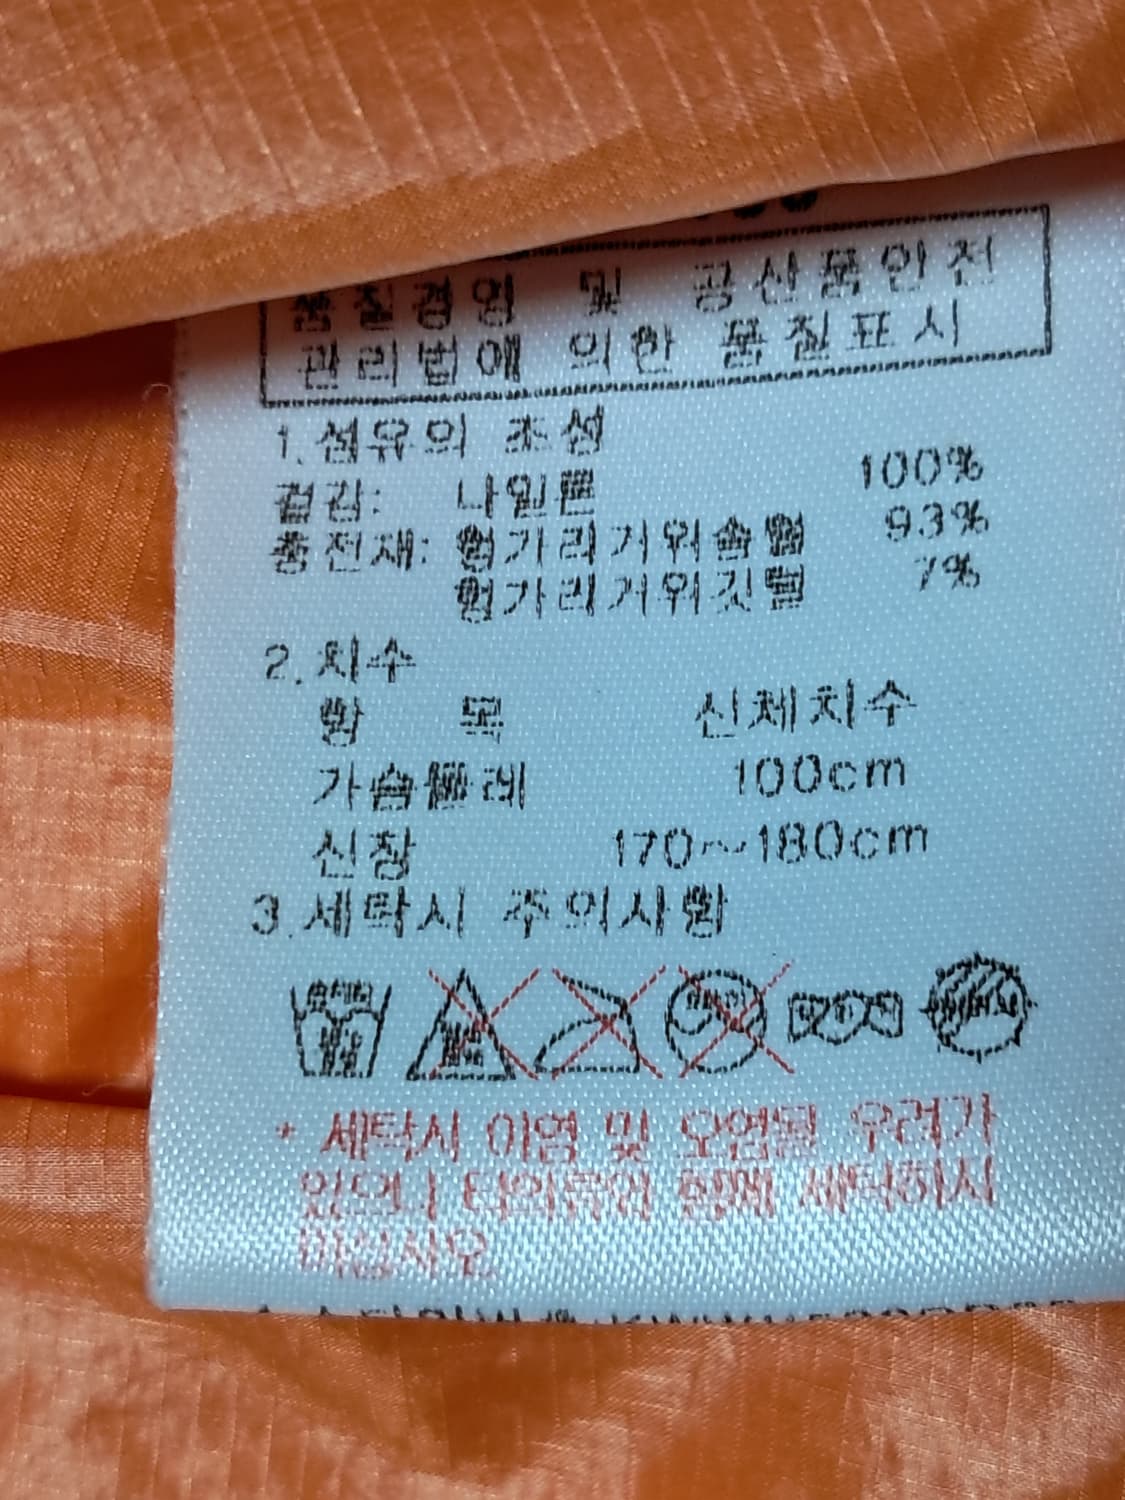 품질경영 및 공산품안전
관리법에 의한 품질표시
1. 섬유의 조성
겉감: 나일론 100%
충전재: 헝가리거위솜털 93%
헝가리거위깃털 7%
2. 치수
항 목 신체치수
가슴둘레 100cm
신장 170~180cm
3. 세탁시 주의사항
* 세탁시 이염 및 오염될 우려가
있으니 타의류와 함께 세탁하지
마십시오